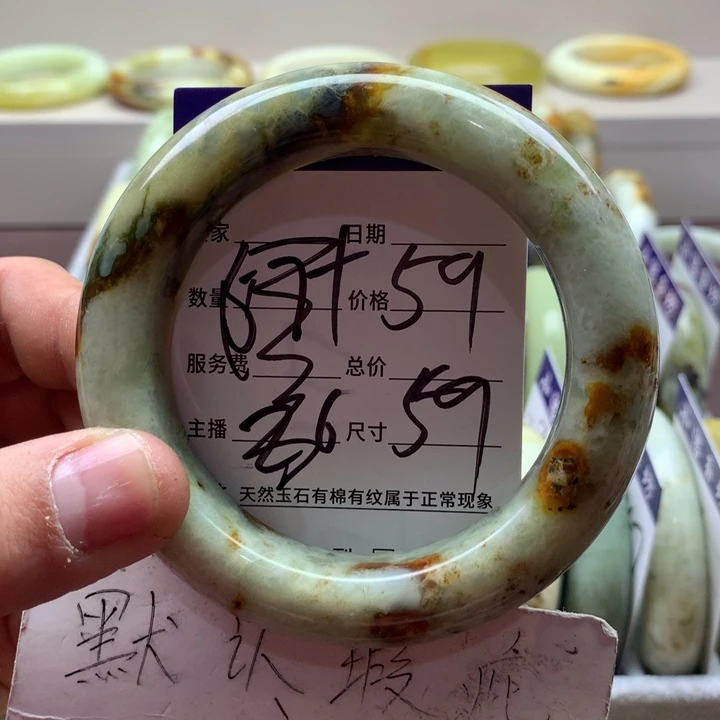 家 日期
数量 价格 59
服务费 总价
主播 尺寸 59
天然玉石有棉有纹属于正常现象
默认瑕疵